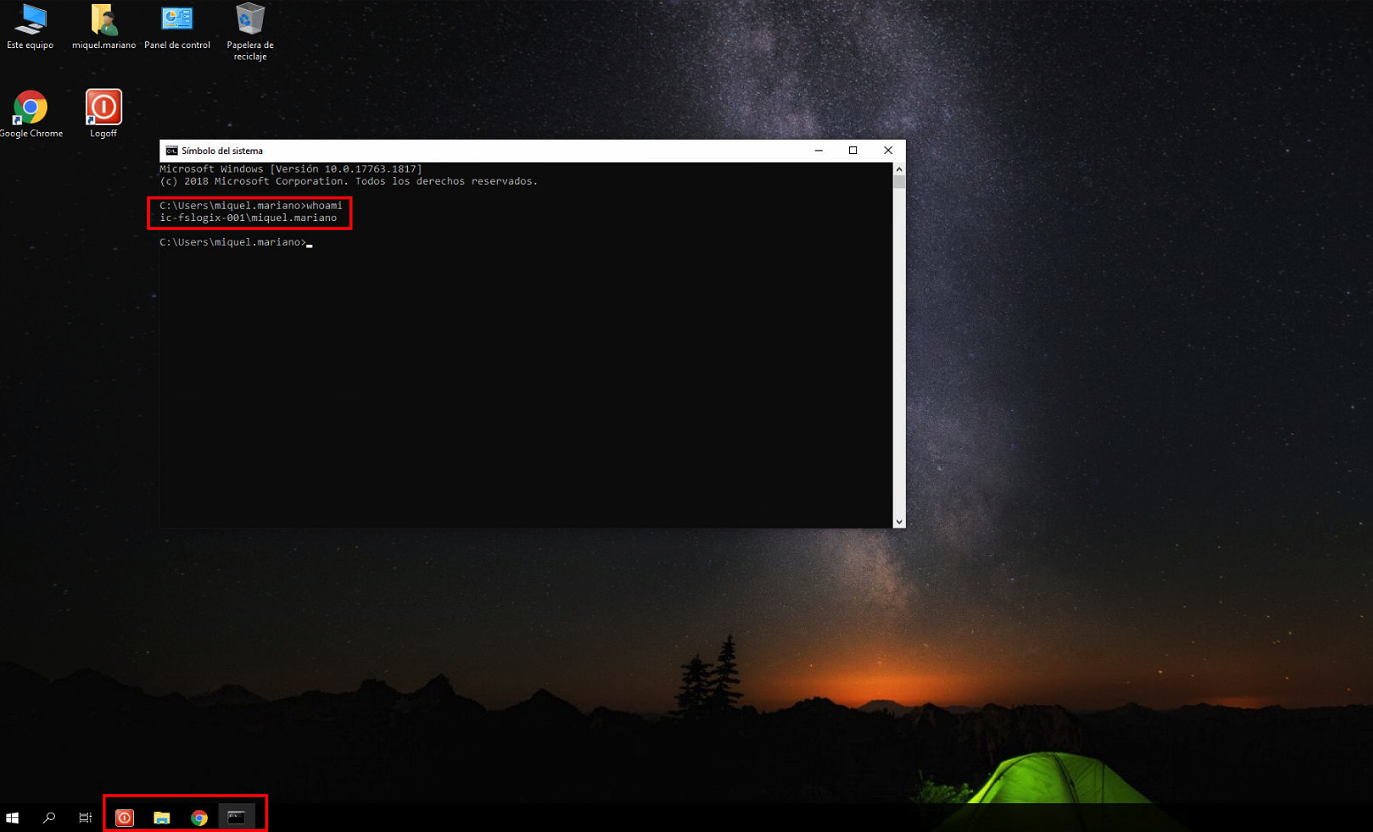 Este equipo
miquel.mariano
Panel de control
Papelera de
reciclaje
Google Chrome
Logoff
Símbolo del sistema
Microsoft Windows [Versión 10.0.17763.1817]
(c) 2018 Microsoft Corporation. Todos los derechos reservados.
C:\Users\miquel.mariano>whoami
ic-fslogix-001\miquel.mariano
C:\Users\miquel.mariano>